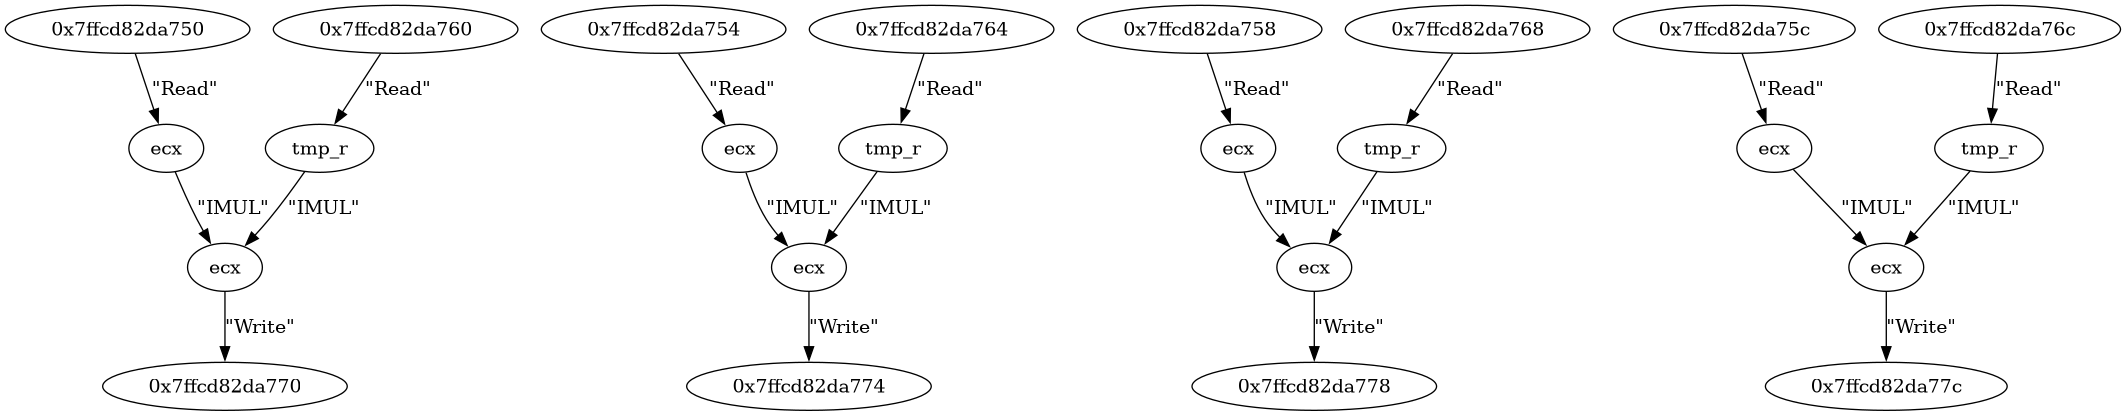 0x7ffcd82da750 0x7ffcd82da760 0x7ffcd82da754 0x7ffcd82da764 0x7ffcd82da758 0x7ffcd82da768 0x7ffcd82da75c 0x7ffcd82da76c
"Read" "Read" "Read" "Read" "Read" "Read" "Read" "Read"
ecx tmp_r ecx tmp_r ecx tmp_r ecx tmp_r
"IMUL" "IMUL" "IMUL" "IMUL" "IMUL" "IMUL" "IMUL" "IMUL"
ecx ecx ecx ecx
"Write" "Write" "Write" "Write"
0x7ffcd82da770 0x7ffcd82da774 0x7ffcd82da778 0x7ffcd82da77c